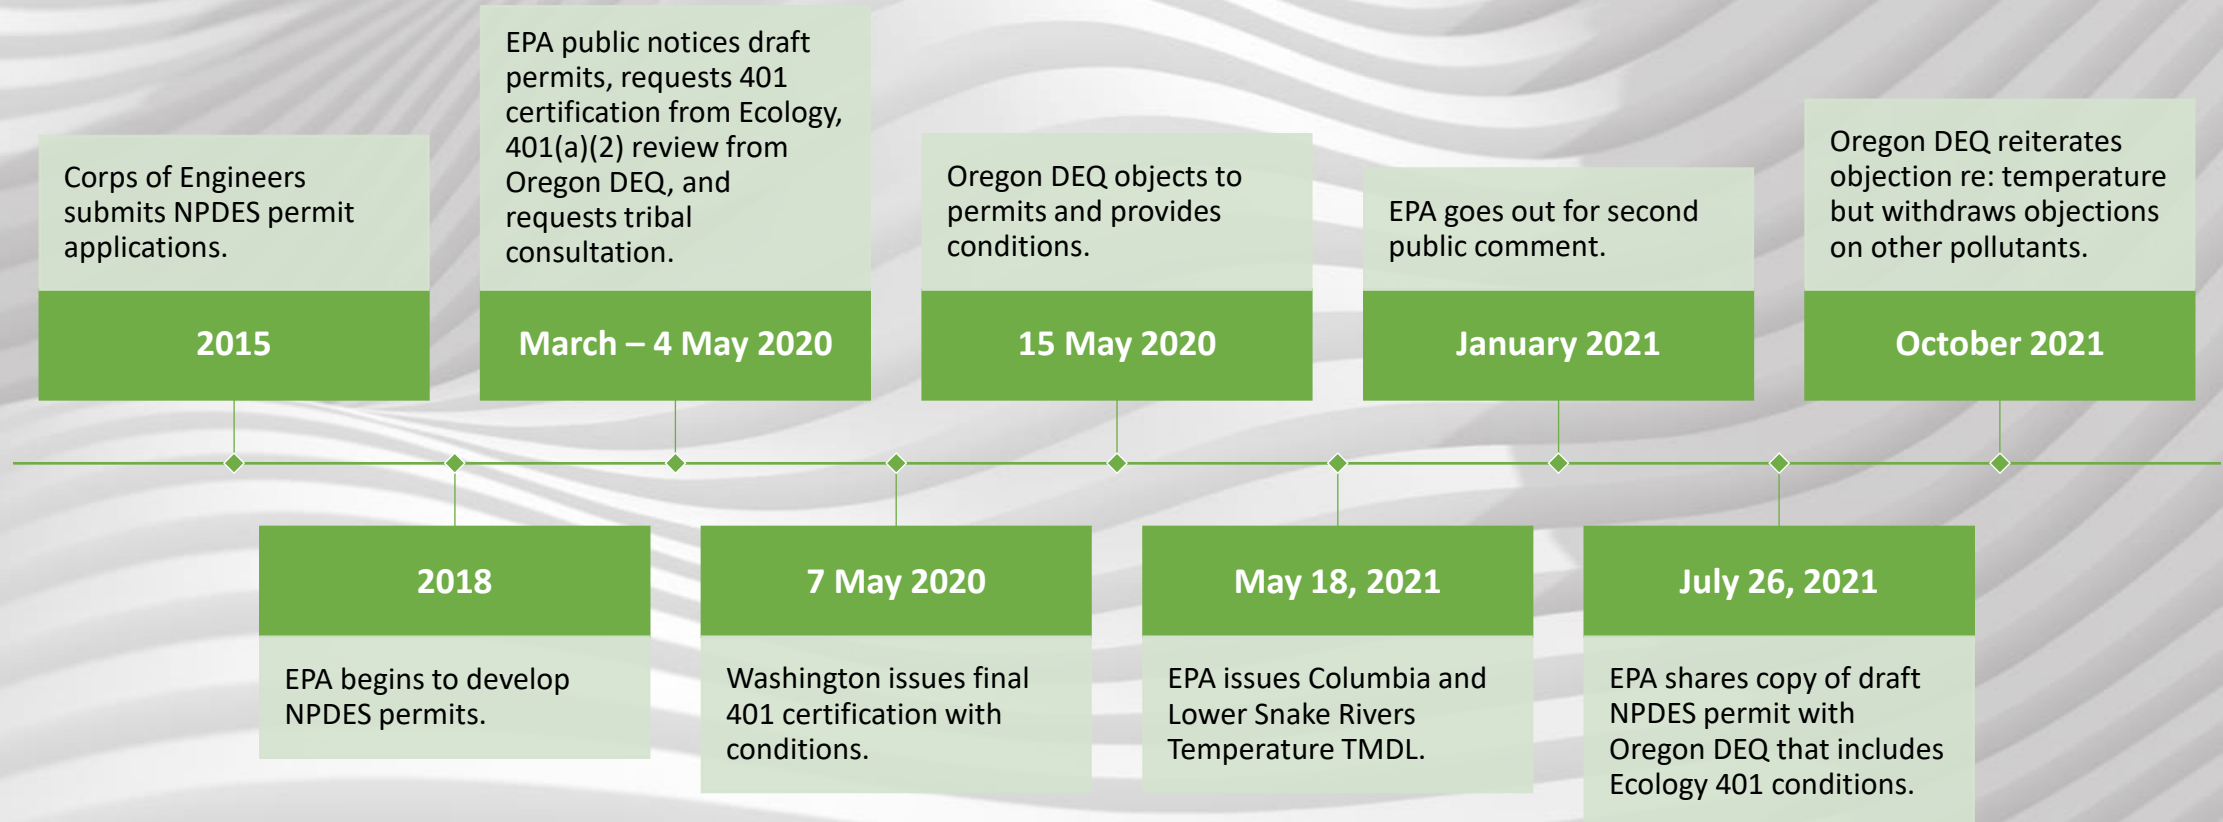 Corps of Engineers
submits NPDES permit
applications.
2015
2018
EPA begins to develop
NPDES permits.
EPA public notices draft
permits, requests 401
certification from Ecology,
401(a)(2) review from
Oregon DEQ, and
requests tribal
consultation.
March – 4 May 2020
7 May 2020
Washington issues final
401 certification with
conditions.
Oregon DEQ objects to
permits and provides
conditions.
15 May 2020
May 18, 2021
EPA issues Columbia and
Lower Snake Rivers
Temperature TMDL.
EPA goes out for second
public comment.
January 2021
July 26, 2021
EPA shares copy of draft
NPDES permit with
Oregon DEQ that includes
Ecology 401 conditions.
Oregon DEQ reiterates
objection re: temperature
but withdraws objections
on other pollutants.
October 2021